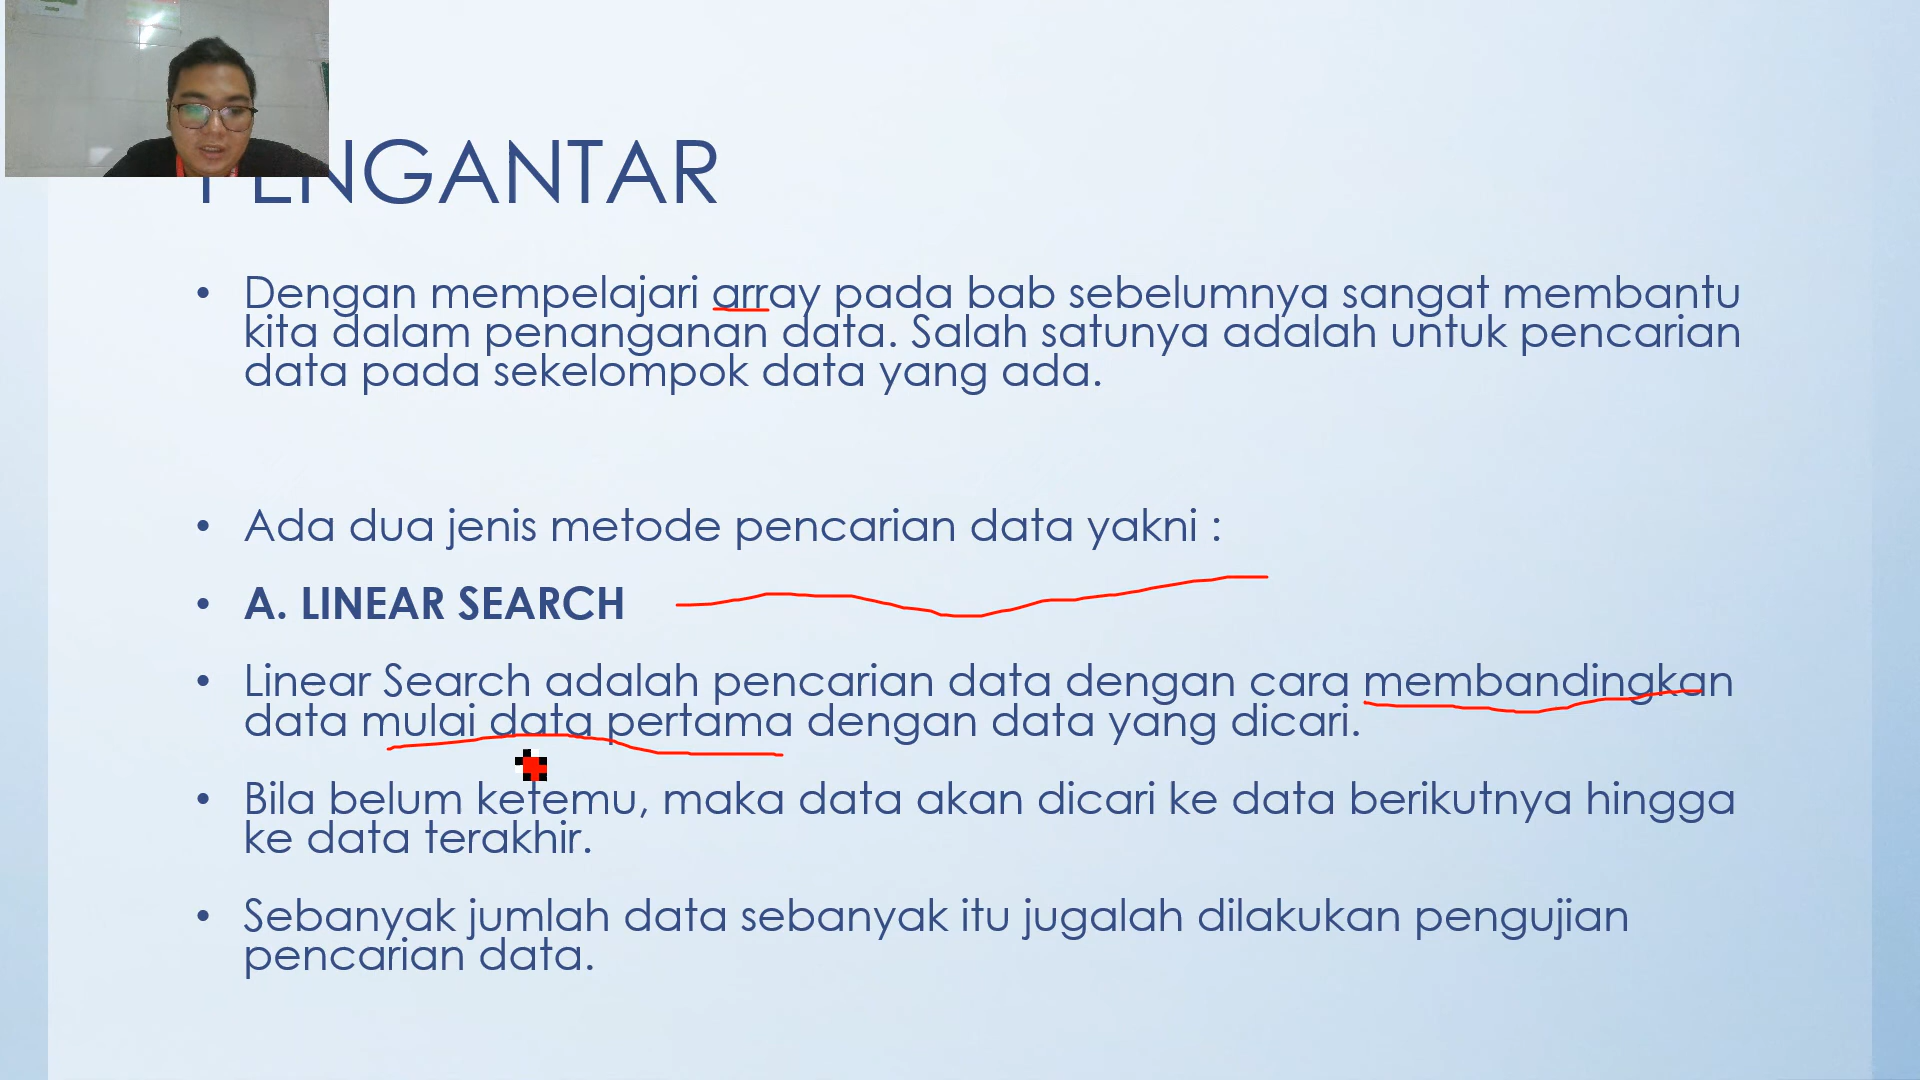 PENGANTAR
• Dengan mempelajari array pada bab sebelumnya sangat membantu
kita dalam penanganan data. Salah satunya adalah untuk pencarian
data pada sekelompok data yang ada.
• Ada dua jenis metode pencarian data yakni :
• A. LINEAR SEARCH
• Linear Search adalah pencarian data dengan cara membandingkan
data mulai data pertama dengan data yang dicari.
• Bila belum ketemu, maka data akan dicari ke data berikutnya hingga
ke data terakhir.
• Sebanyak jumlah data sebanyak itu jugalah dilakukan pengujian
pencarian data.